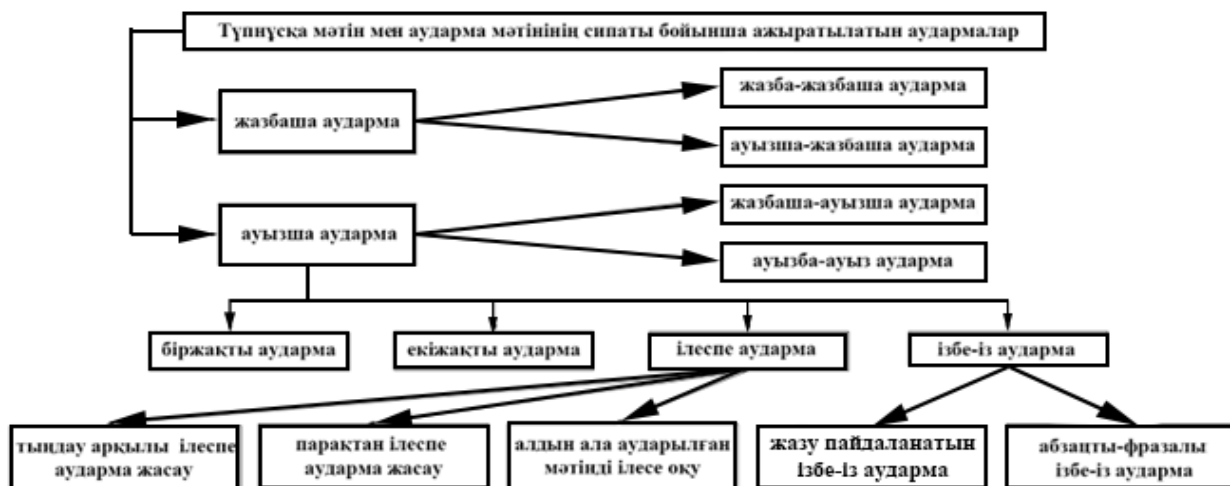 Түпнұсқа мәтін мен аударма мәтінінің сипаты бойынша ажыратылатын аудармалар
жазбаша аударма
жазба-жазбаша аударма
ауызша-жазбаша аударма
ауызша аударма
жазбаша-ауызша аударма
ауызба-ауыз аударма
біржақты аударма
екіжақты аударма
ілеспе аударма
ізбе-із аударма
тыңдау арқылы ілеспе
аударма жасау
парақтан ілеспе
аударма жасау
алдын ала аударылған
мәтінді ілесе оқу
жазу пайдаланатын
ізбе-із аударма
абзацты-фразалы
ізбе-із аударма